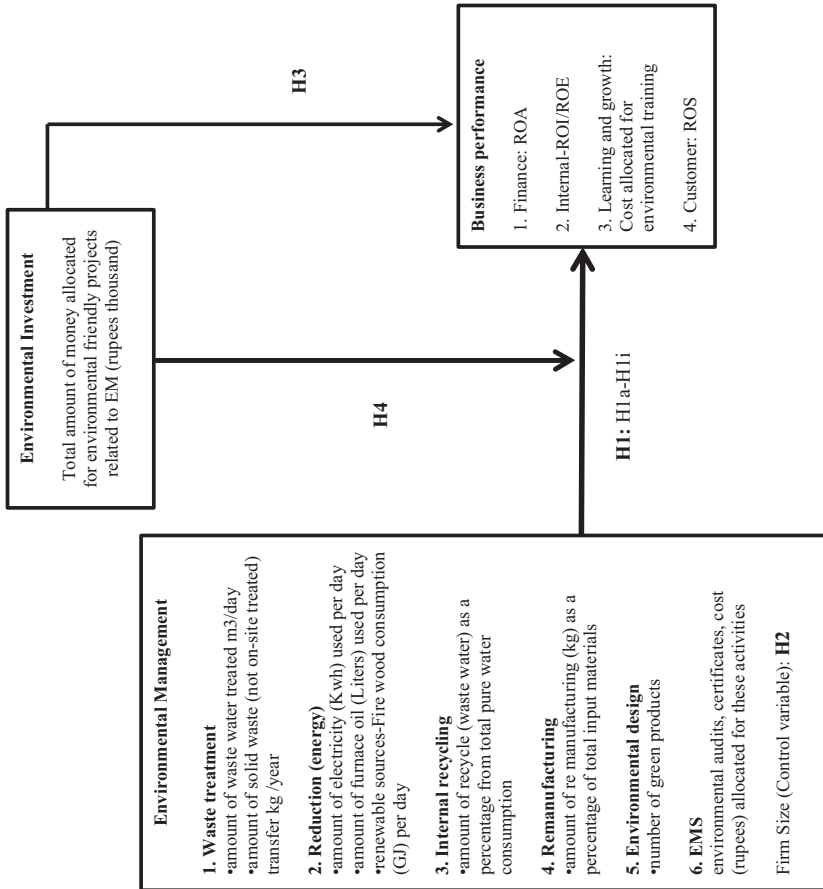 Environmental Management
1. Waste treatment
•amount of waste water treated m3/day
•amount of solid waste (not on-site treated)
transfer kg /year
2. Reduction (energy)
•amount of electricity (Kwh) used per day
•amount of furnace oil (Liters) used per day
•renewable sources-Fire wood consumption
(GJ) per day
3. Internal recycling
•amount of recycle (waste water) as a
percentage from total pure water
consumption
4. Remanufacturing
•amount of re manufacturing (kg) as a
percentage of total input materials
5. Environmental design
•number of green products
6. EMS
environmental audits, certificates, cost
(rupees) allocated for these activities
Firm Size (Control variable): H2
Environmental Investment
Total amount of money allocated
for environmental friendly projects
related to EM (rupees thousand)
H4
H3
H1: H1a-H1i
Business performance
1. Finance: ROA
2. Internal-ROI/ROE
3. Learning and growth:
Cost allocated for
environmental training
4. Customer: ROS